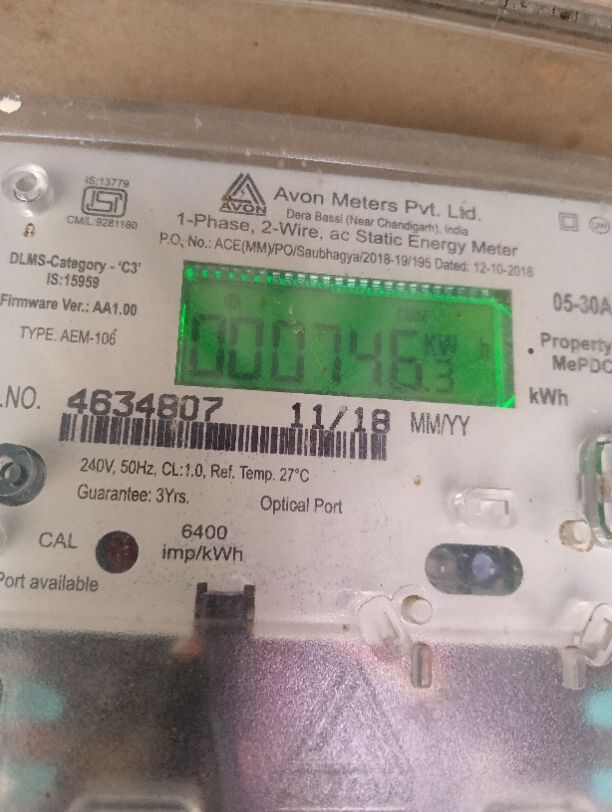 IS:13779
CM/L:9281180
AVON
Avon Meters Pvt. Ltd.
Dera Bassi (Near Chandigarh), India
1-Phase, 2-Wire, ac Static Energy Meter
P.O. No.: ACE(MM)/PO/Saubhagya/2018-19/195 Dated: 12-10-2018
DLMS-Category - 'C3'
IS:15959
Firmware Ver.: AA1.00
TYPE: AEM-106
CUM
000746.3 KW h
05-30A
Property
MePDC
kWh
.NO. 4634807 11/18 MM/YY
240V, 50Hz, CL:1.0, Ref. Temp. 27°C
Guarantee: 3Yrs.
Optical Port
CAL
6400
imp/kWh
Port available